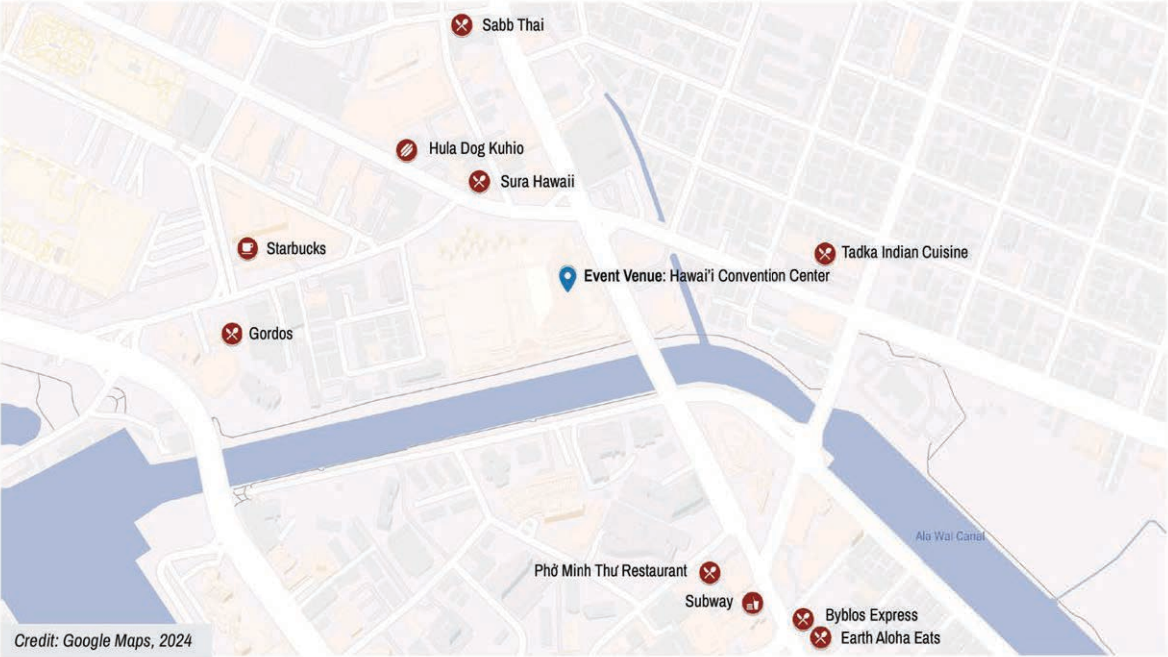 Sabb Thai
Hula Dog Kuhio
Sura Hawaii
Starbucks
Tadka Indian Cuisine
Event Venue: Hawai'i Convention Center
Gordos
Ala Wai Canal
Phở Minh Thư Restaurant
Subway
Byblos Express
Earth Aloha Eats
Credit: Google Maps, 2024